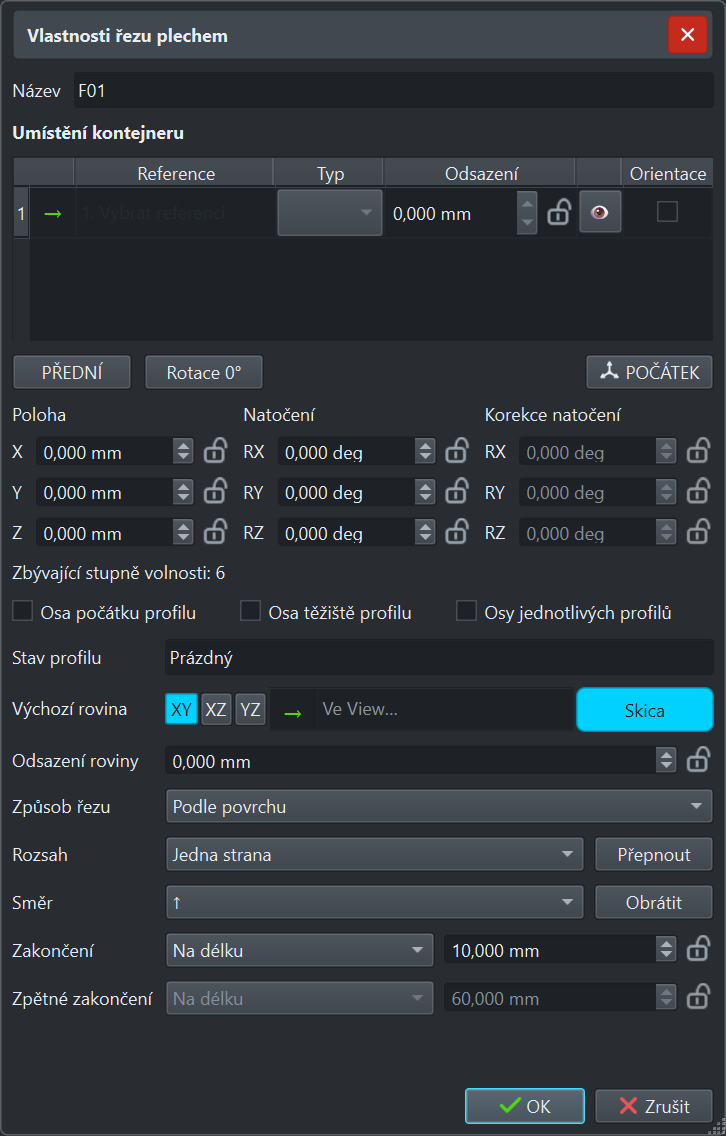 Vlastnosti řezu plechem
Název F01
Umístění kontejneru
Reference Typ Odsazení Orientace
1 → 1. Vybrat referenci 0,000 mm
PŘEDNÍ Rotace 0° POČÁTEK
Poloha Natočení Korekce natočení
X 0,000 mm RX 0,000 deg RX 0,000 deg
Y 0,000 mm RY 0,000 deg RY 0,000 deg
Z 0,000 mm RZ 0,000 deg RZ 0,000 deg
Zbývající stupně volnosti: 6
Osa počátku profilu Osa těžiště profilu Osy jednotlivých profilů
Stav profilu Prázdný
Výchozí rovina XY XZ YZ → Ve View... Skica
Odsazení roviny 0,000 mm
Způsob řezu Podle povrchu
Rozsah Jedna strana Přepnout
Směr ↑ Obrátit
Zakončení Na délku 10,000 mm
Zpětné zakončení Na délku 60,000 mm
OK Zrušit